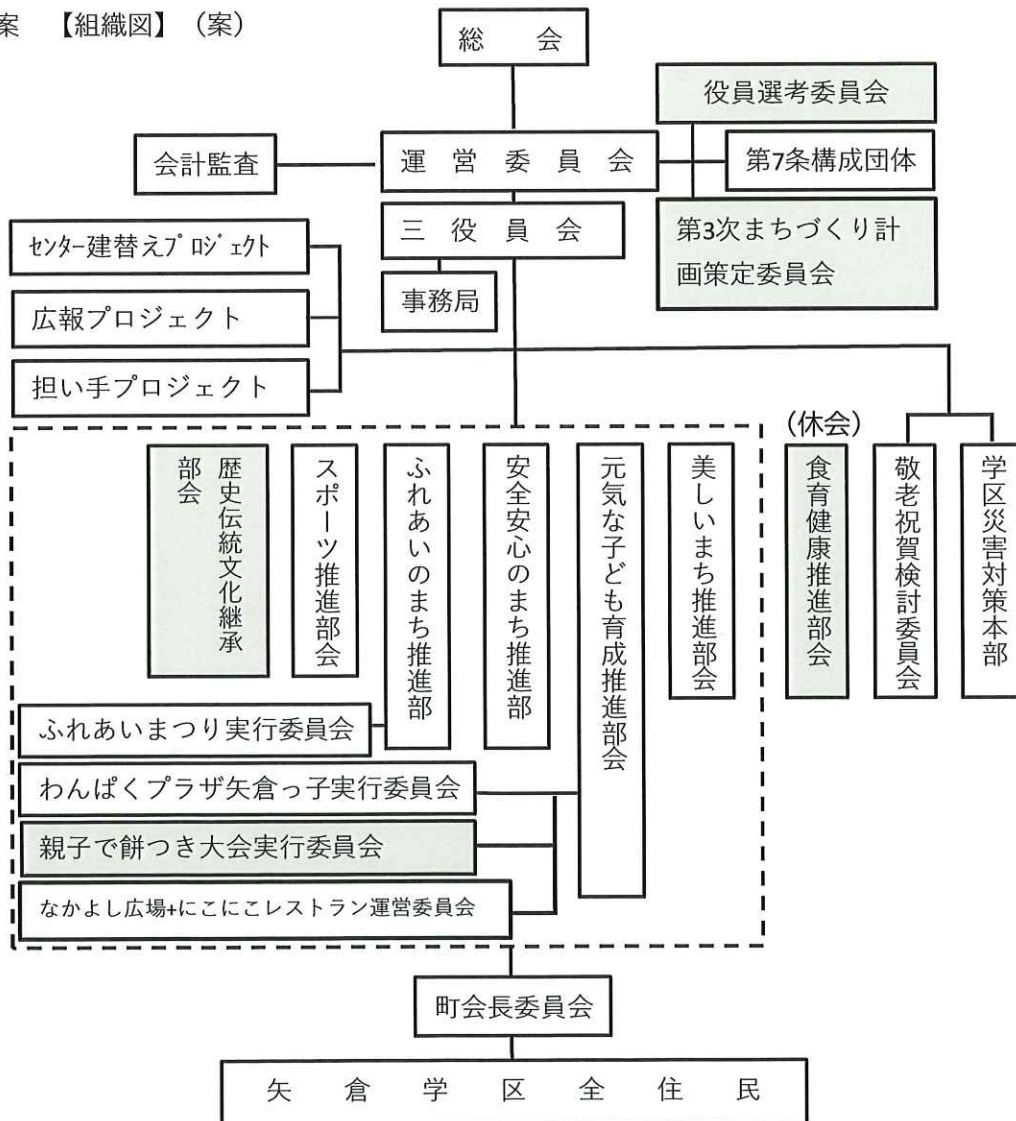 案 【組織図】（案）
総 会
役員選考委員会
会計監査
運 営 委 員 会
第7条構成団体
三 役 員 会
第3次まちづくり計
画策定委員会
事務局
ｾﾝﾀｰ建替えﾌﾟﾛｼﾞｪｸﾄ
広報プロジェクト
担い手プロジェクト
（休会）
歴史伝統文化継承
部会
スポーツ推進部会
ふれあいのまち推進部
安全安心のまち推進部
元気な子ども育成推進部会
美しいまち推進部会
食育健康推進部会
敬老祝賀検討委員会
学区災害対策本部
ふれあいまつり実行委員会
わんぱくプラザ矢倉っ子実行委員会
親子で餅つき大会実行委員会
なかよし広場+にこにこレストラン運営委員会
町会長委員会
矢 倉 学 区 全 住 民